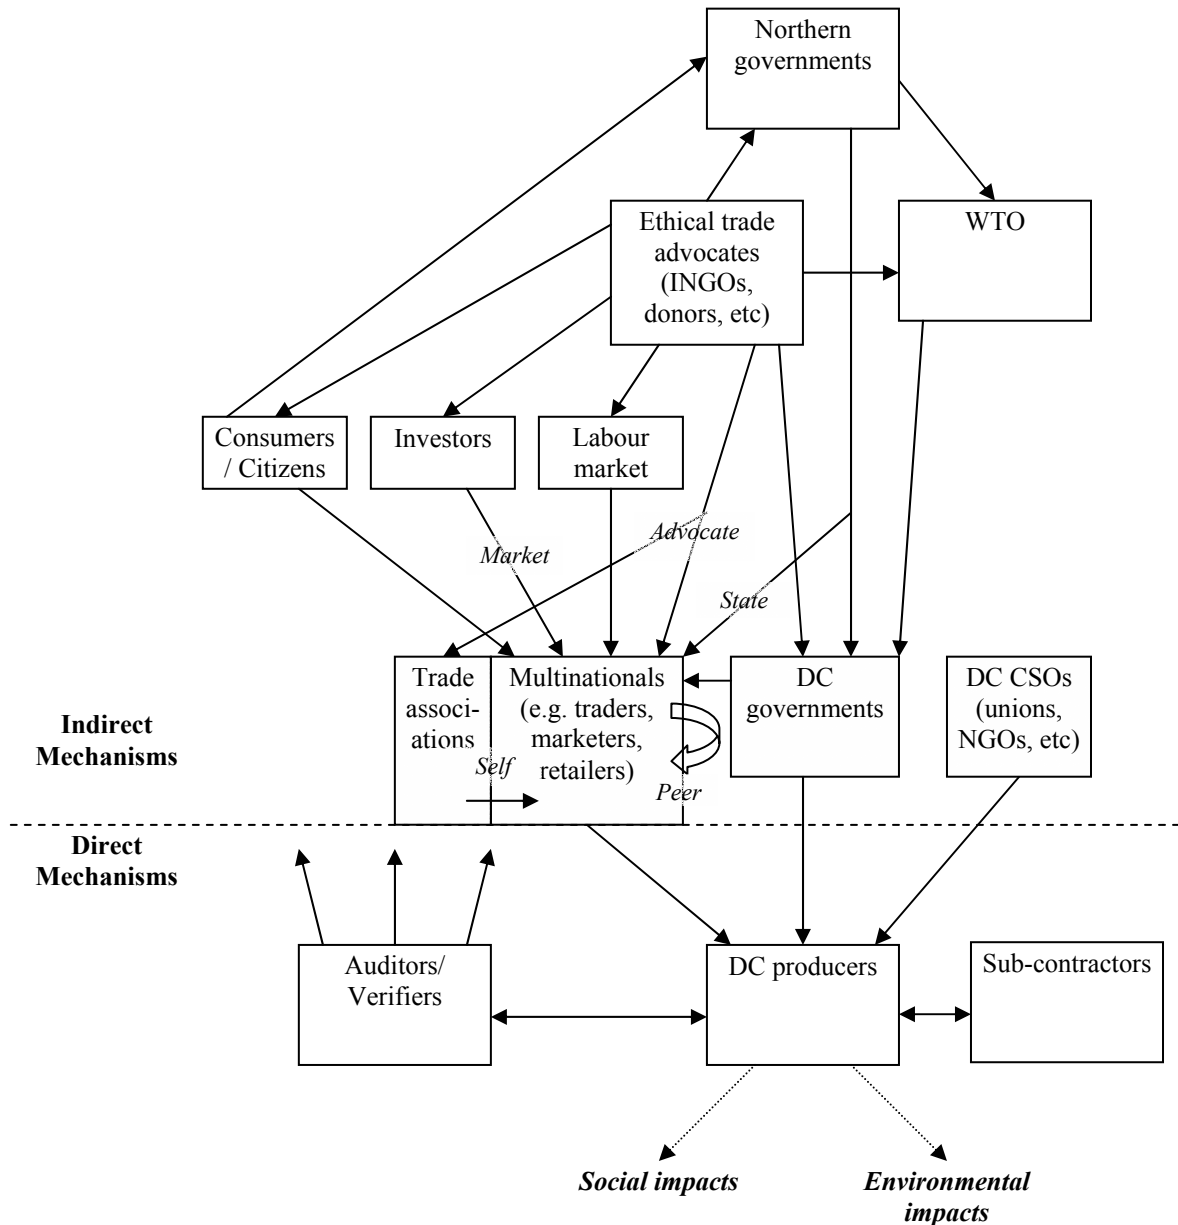 Northern
governments
Ethical trade
advocates
(INGOs,
donors, etc)
WTO
Consumers
/ Citizens
Investors
Labour
market
Market
Advocate
State
Trade
associ-
ations
Multinationals
(e.g. traders,
marketers,
retailers)
DC
governments
DC CSOs
(unions,
NGOs, etc)
Self
Peer
Indirect
Mechanisms
Direct
Mechanisms
Auditors/
Verifiers
DC producers
Sub-contractors
Social impacts
Environmental
impacts